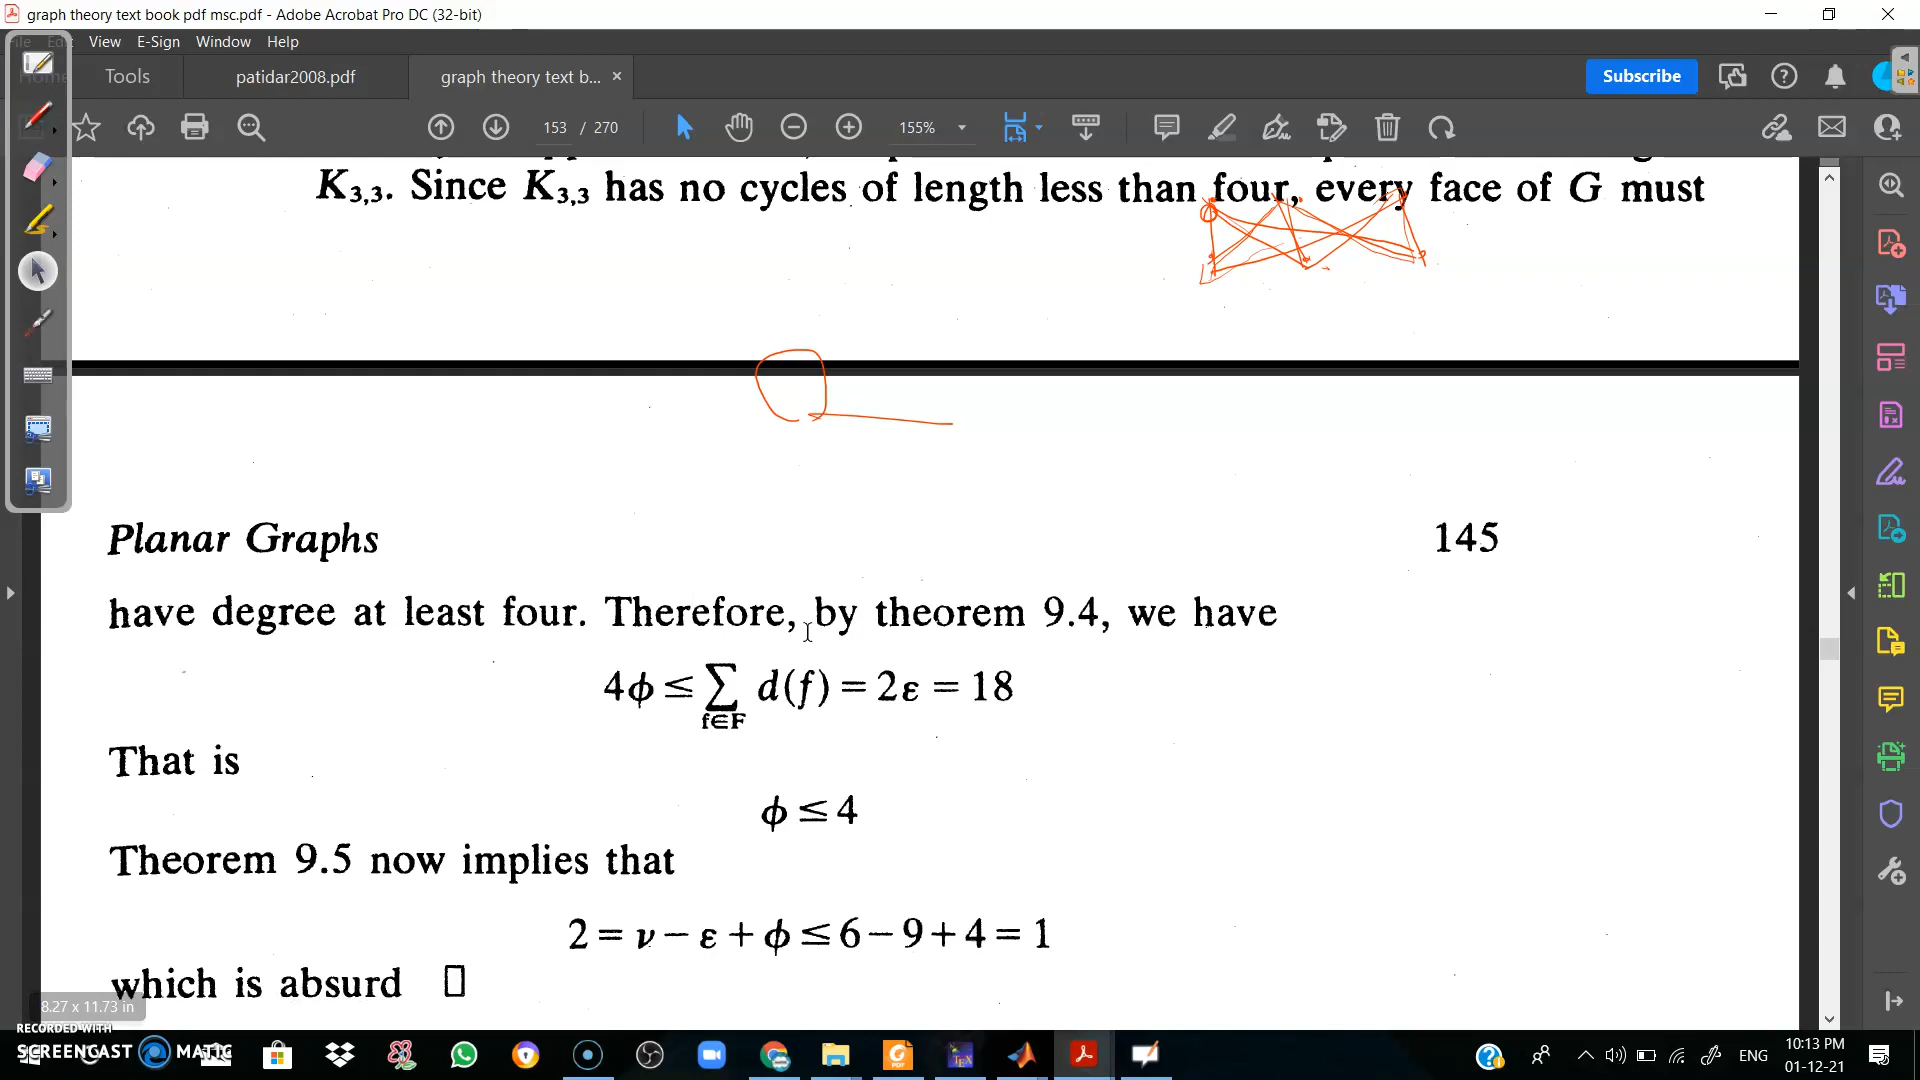 graph theory text book pdf msc.pdf - Adobe Acrobat Pro DC (32-bit)
View E-Sign Window Help
Tools patidar2008.pdf graph theory text b... × Subscribe
153 / 270 155%
K3,3. Since K3,3 has no cycles of length less than four, every face of G must
Planar Graphs 145
have degree at least four. Therefore, by theorem 9.4, we have
4ϕ ≤ ∑ d(f) = 2ε = 18
f∈F
That is
ϕ ≤ 4
Theorem 9.5 now implies that
2 = ν − ε + ϕ ≤ 6 − 9 + 4 = 1
which is absurd □
8.27 x 11.73 in
RECORDED WITH
SCREENCAST MATIC
ENG
10:13 PM
01-12-21